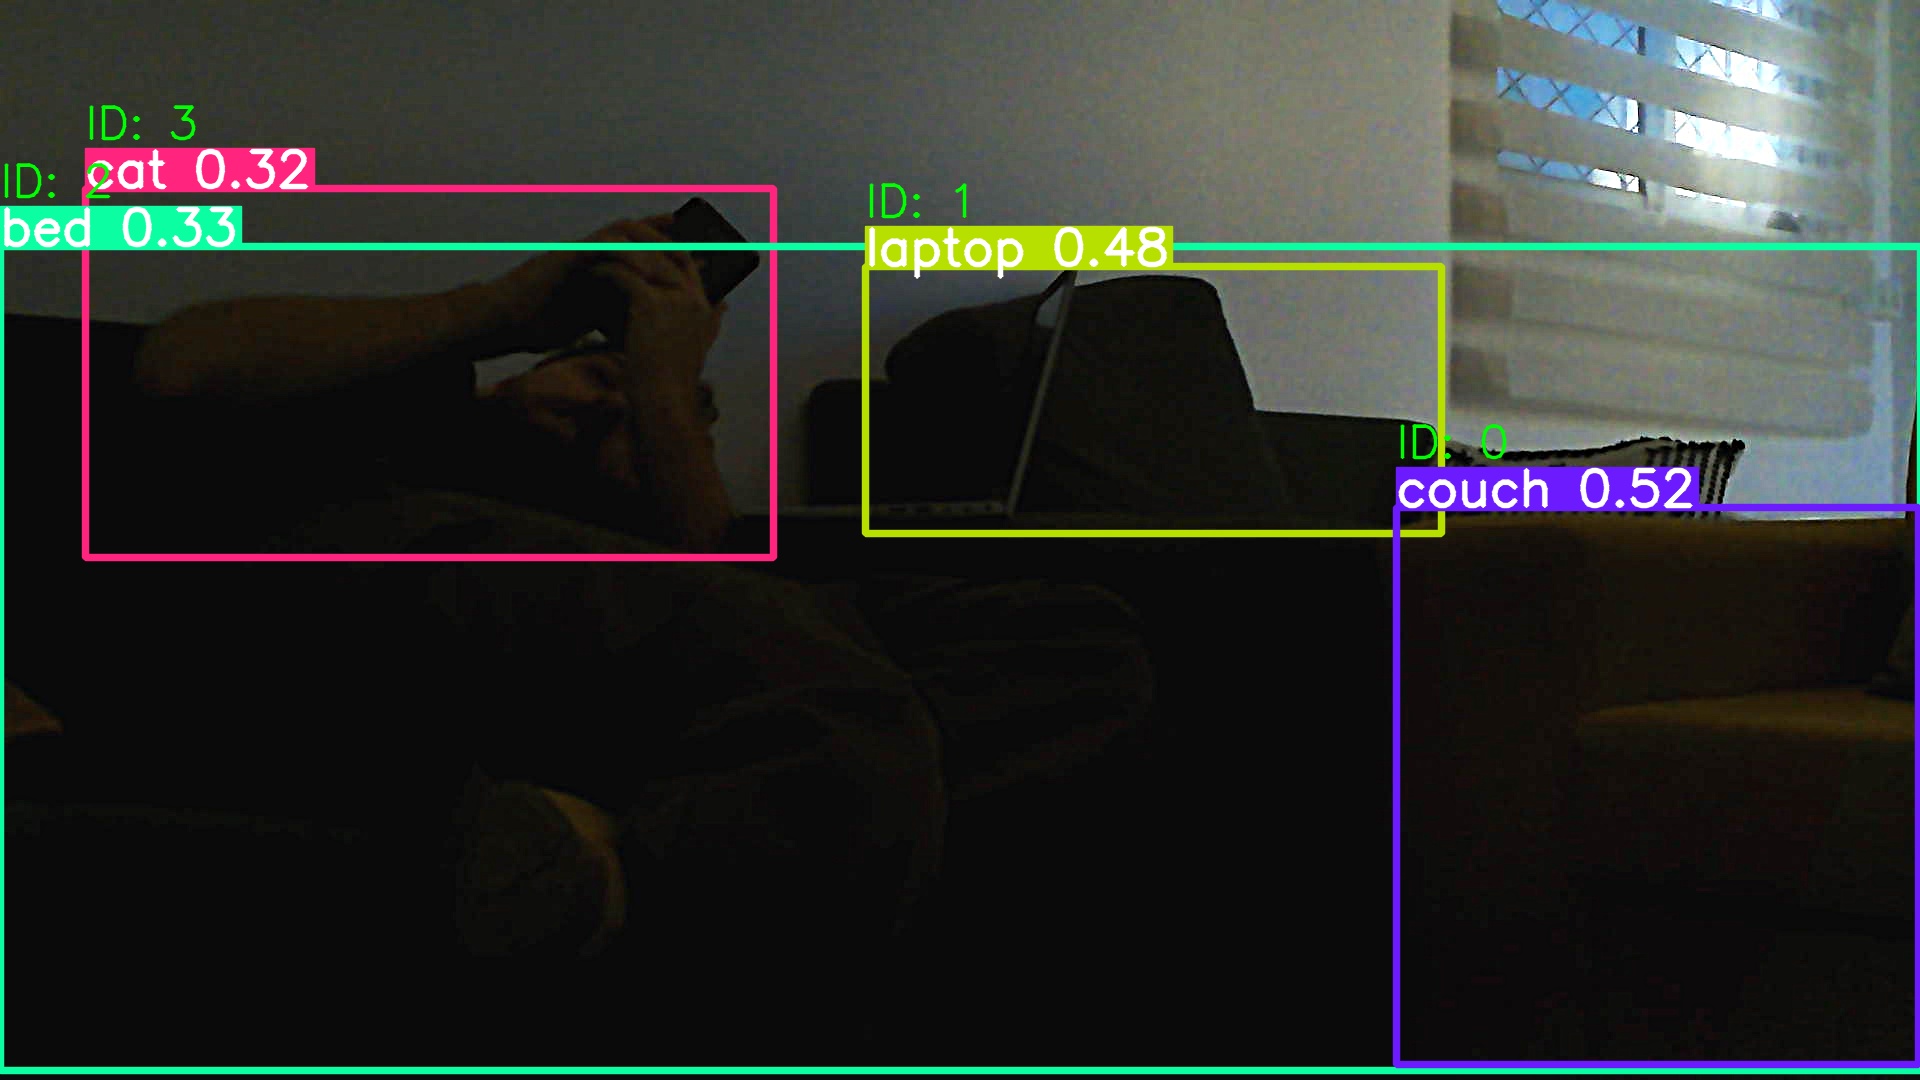 ID: 3
cat 0.32
ID: 2
bed 0.33
ID: 1
laptop 0.48
ID: 0
couch 0.52